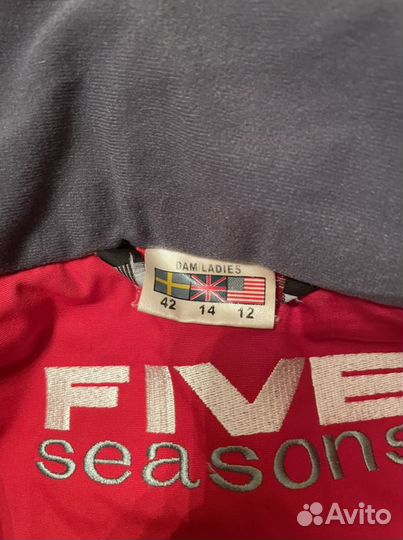 DAM LADIES
42 14 12
FIVE
seasons
Avito